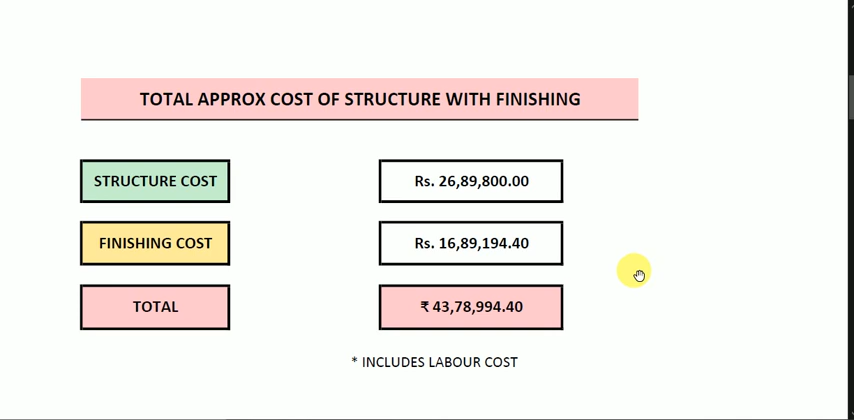 TOTAL APPROX COST OF STRUCTURE WITH FINISHING
STRUCTURE COST Rs. 26,89,800.00
FINISHING COST Rs. 16,89,194.40
TOTAL ₹ 43,78,994.40
* INCLUDES LABOUR COST